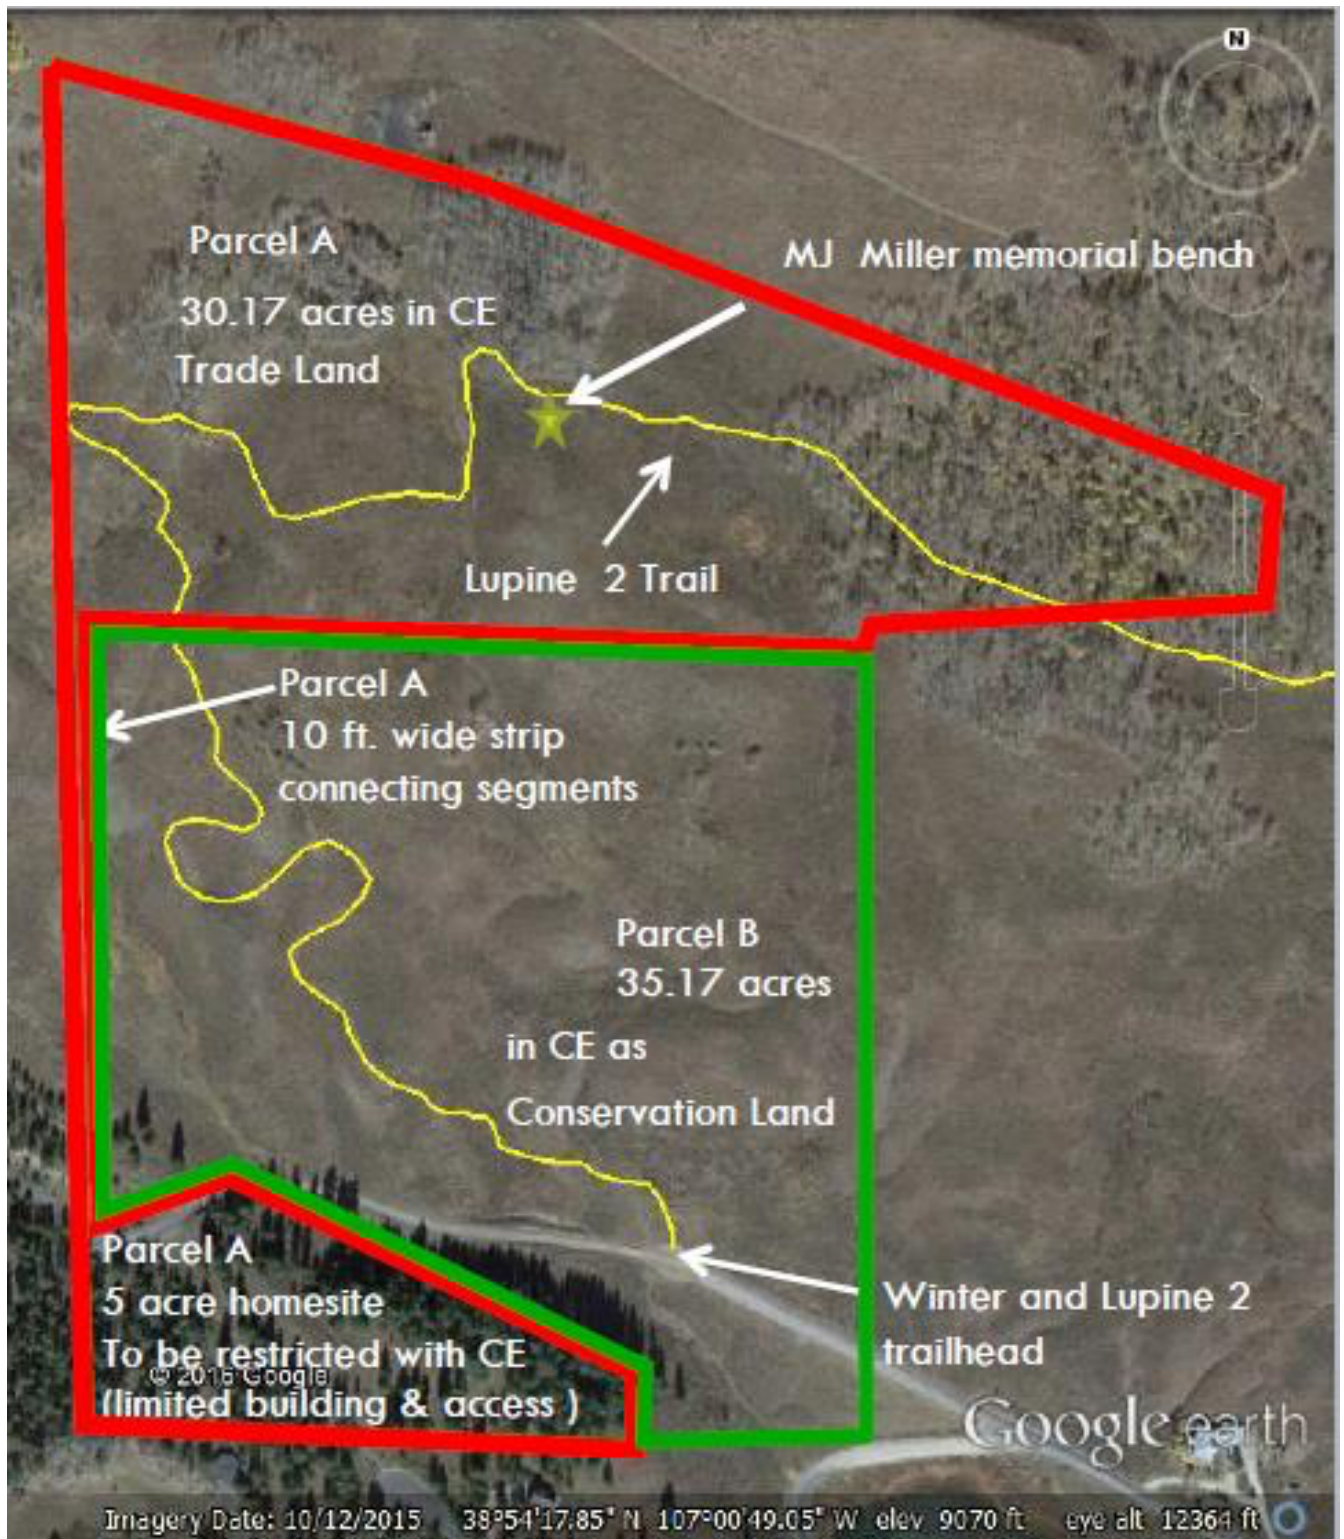 N
Parcel A
30.17 acres in CE
Trade Land
MJ Miller memorial bench
Lupine 2 Trail
Parcel A
10 ft. wide strip
connecting segments
Parcel B
35.17 acres
in CE as
Conservation Land
Parcel A
5 acre homesite
To be restricted with CE
© 2016 Google
(limited building & access )
Winter and Lupine 2
trailhead
Google earth
Imagery Date: 10/12/2015 38°54'17.85" N 107°00'49.05" W elev 9070 ft eye alt 12364 ft